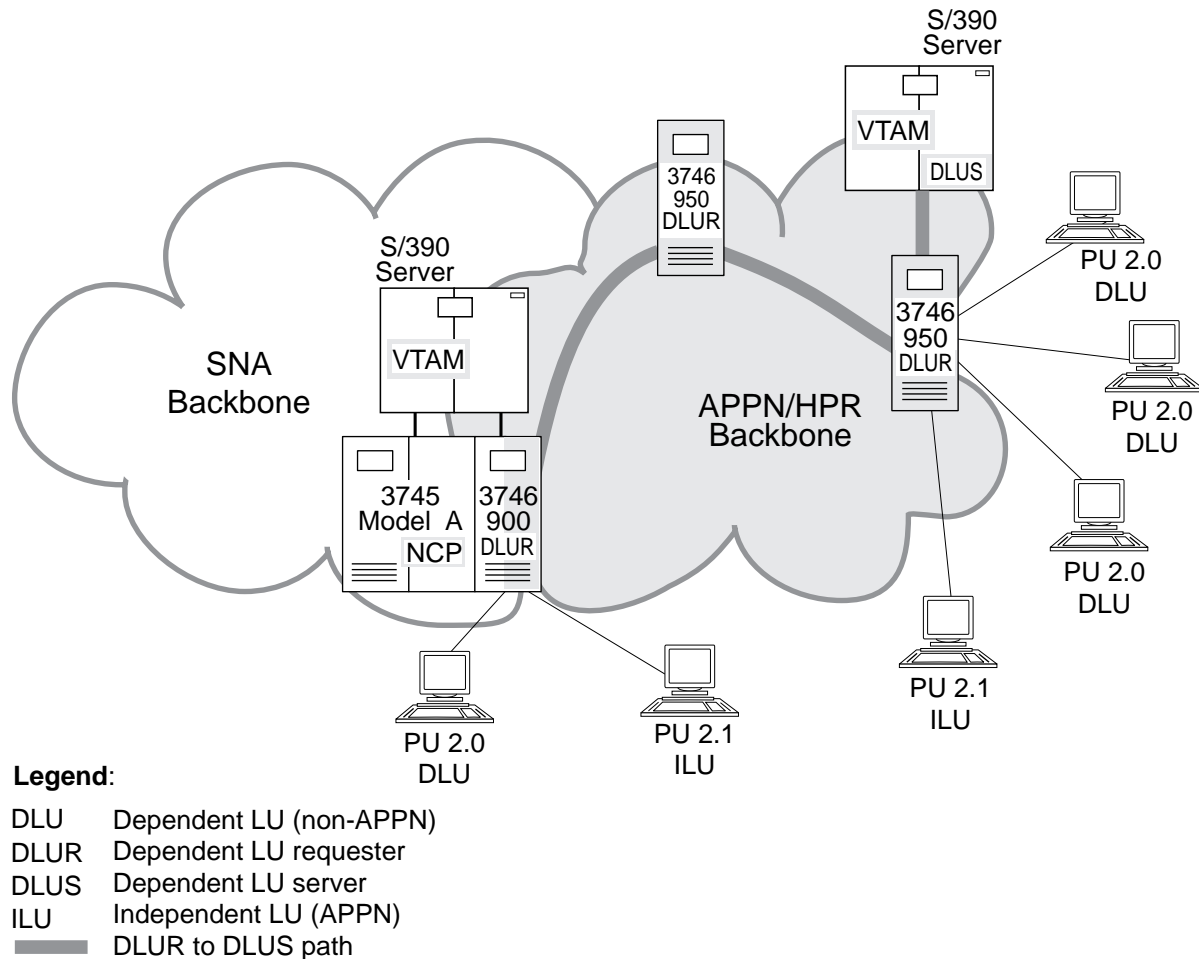 S/390
Server
VTAM
DLUS
3746
950
DLUR
S/390
Server
VTAM
PU 2.0
DLU
3746
950
DLUR
SNA
Backbone
APPN/HPR
Backbone
PU 2.0
DLU
3745
Model A
NCP
3746
900
DLUR
PU 2.0
DLU
PU 2.1
ILU
PU 2.0
DLU
PU 2.1
ILU
Legend:
DLU Dependent LU (non-APPN)
DLUR Dependent LU requester
DLUS Dependent LU server
ILU Independent LU (APPN)
DLUR to DLUS path